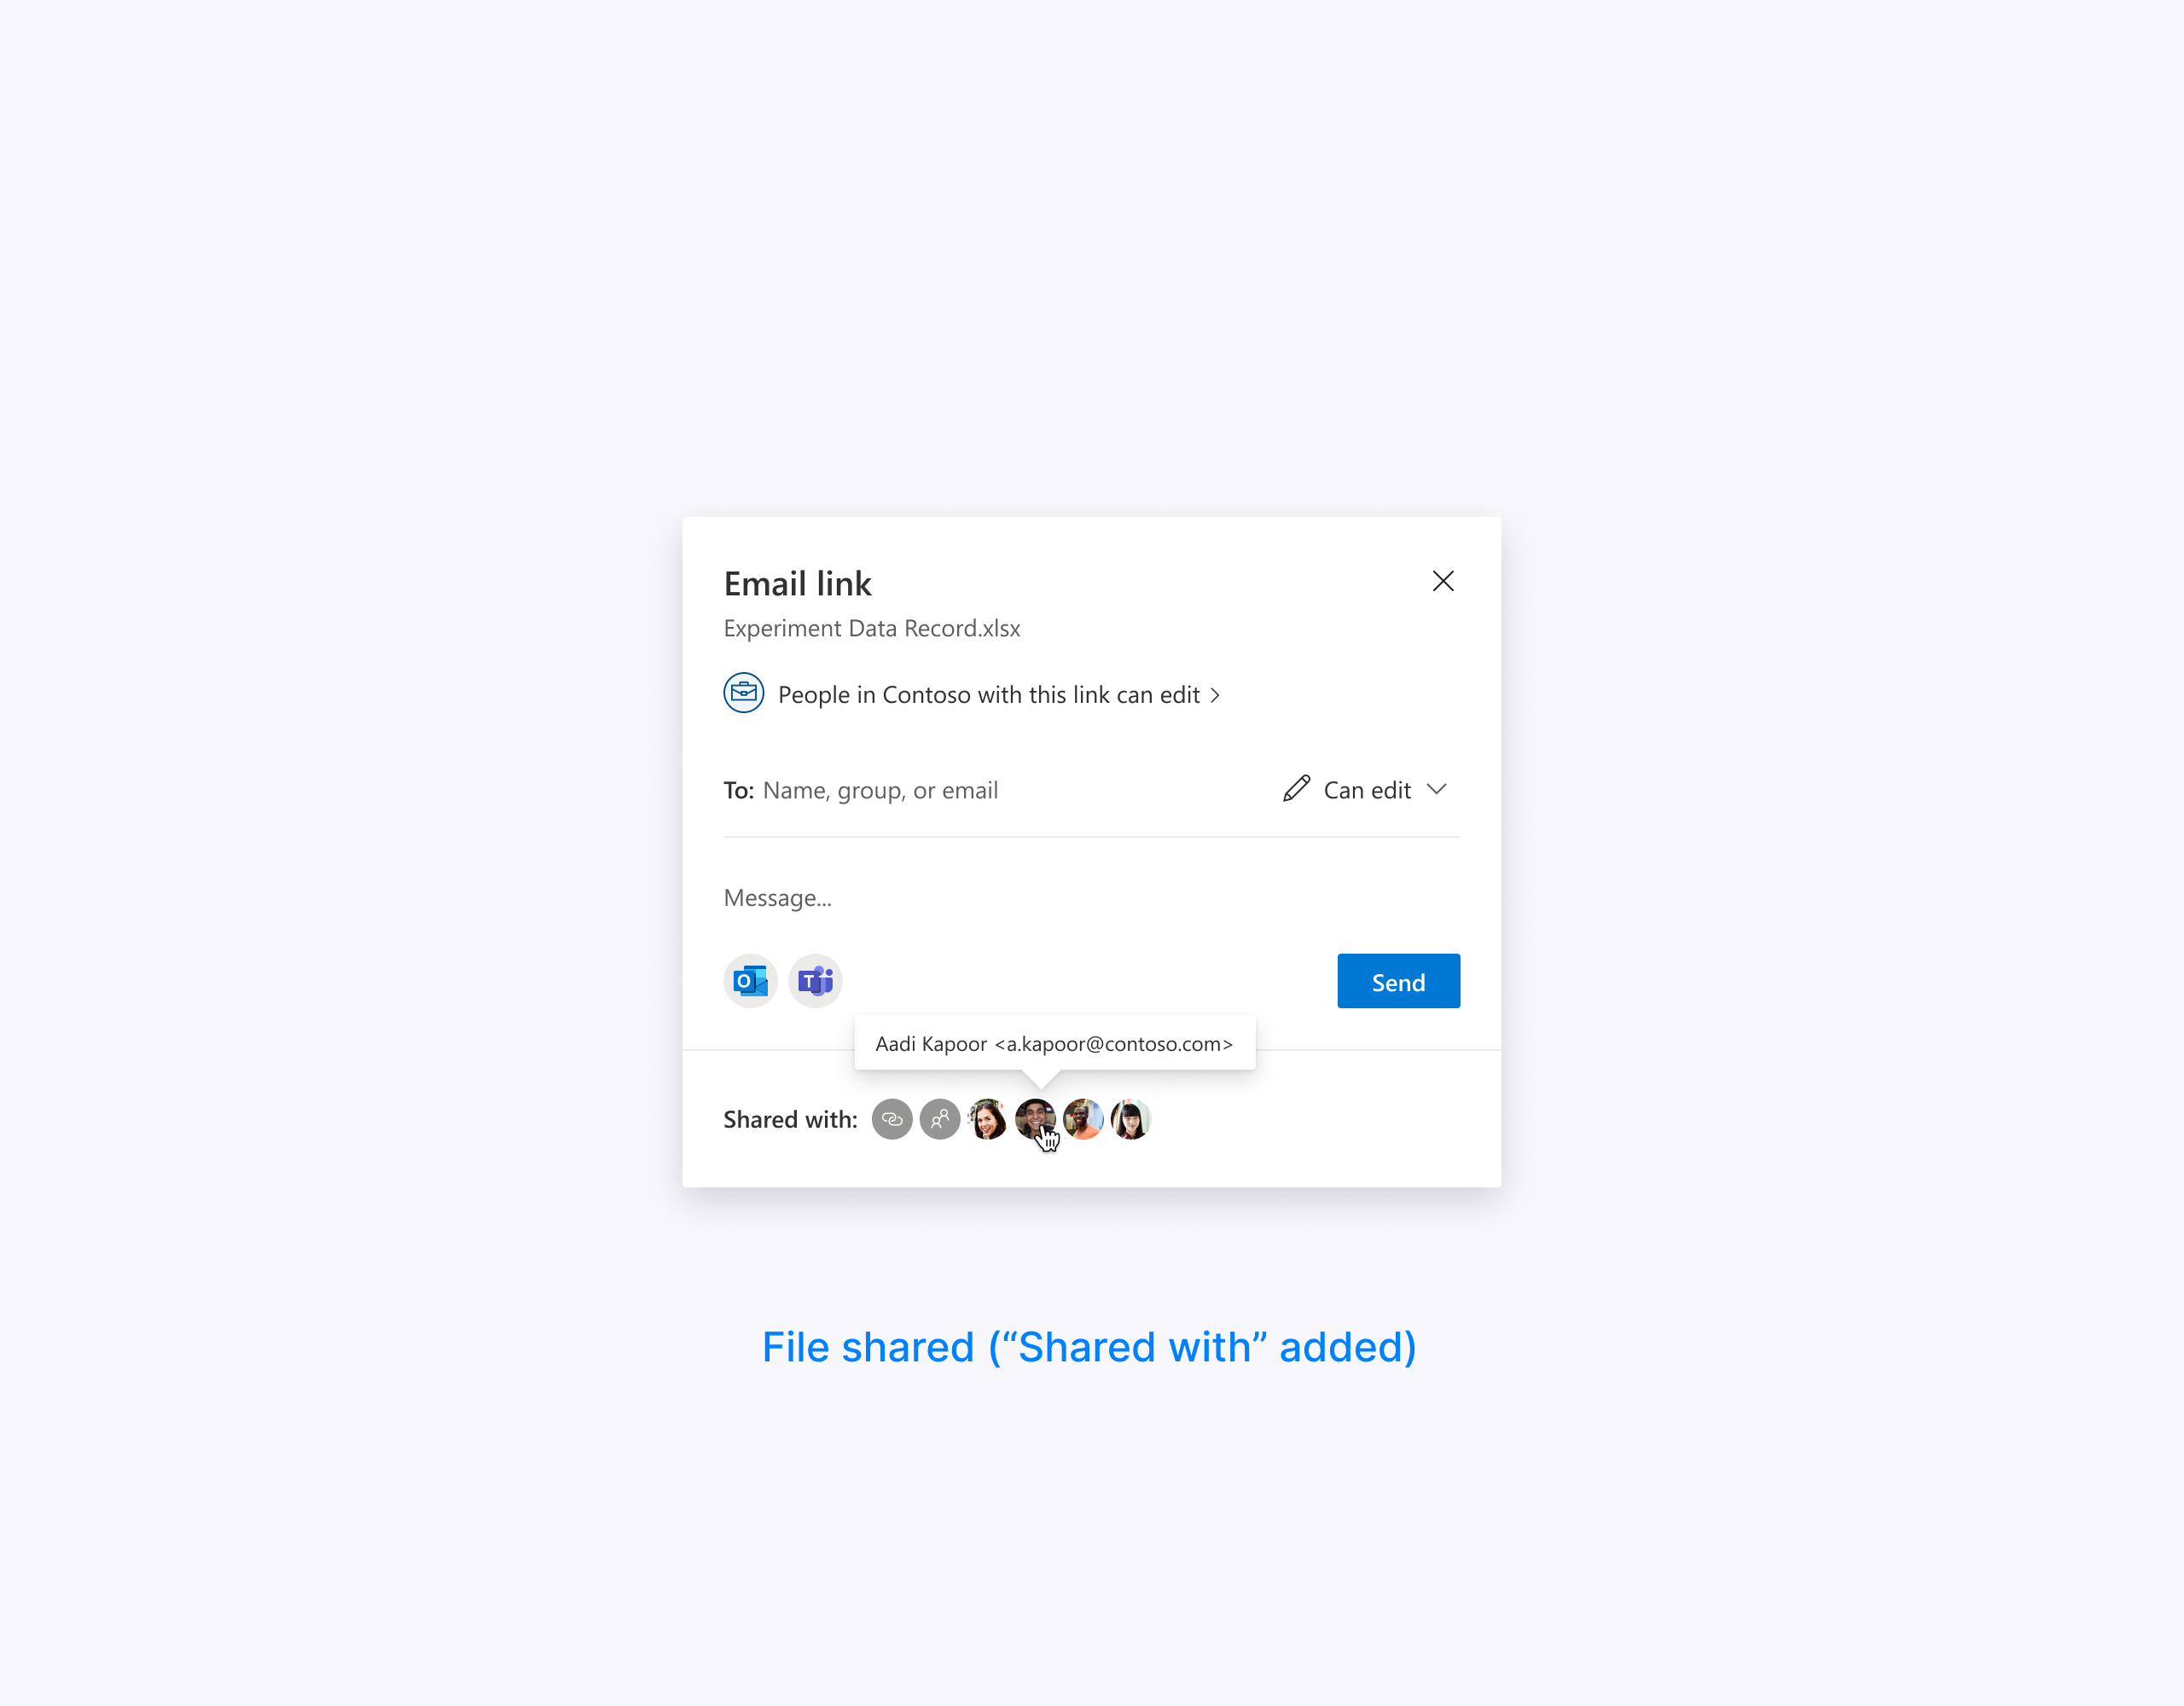 Email link
Experiment Data Record.xlsx
People in Contoso with this link can edit
To: Name, group, or email
Can edit
Message...
O
T
Send
Aadi Kapoor <a.kapoor@contoso.com>
Shared with:
File shared (“Shared with” added)